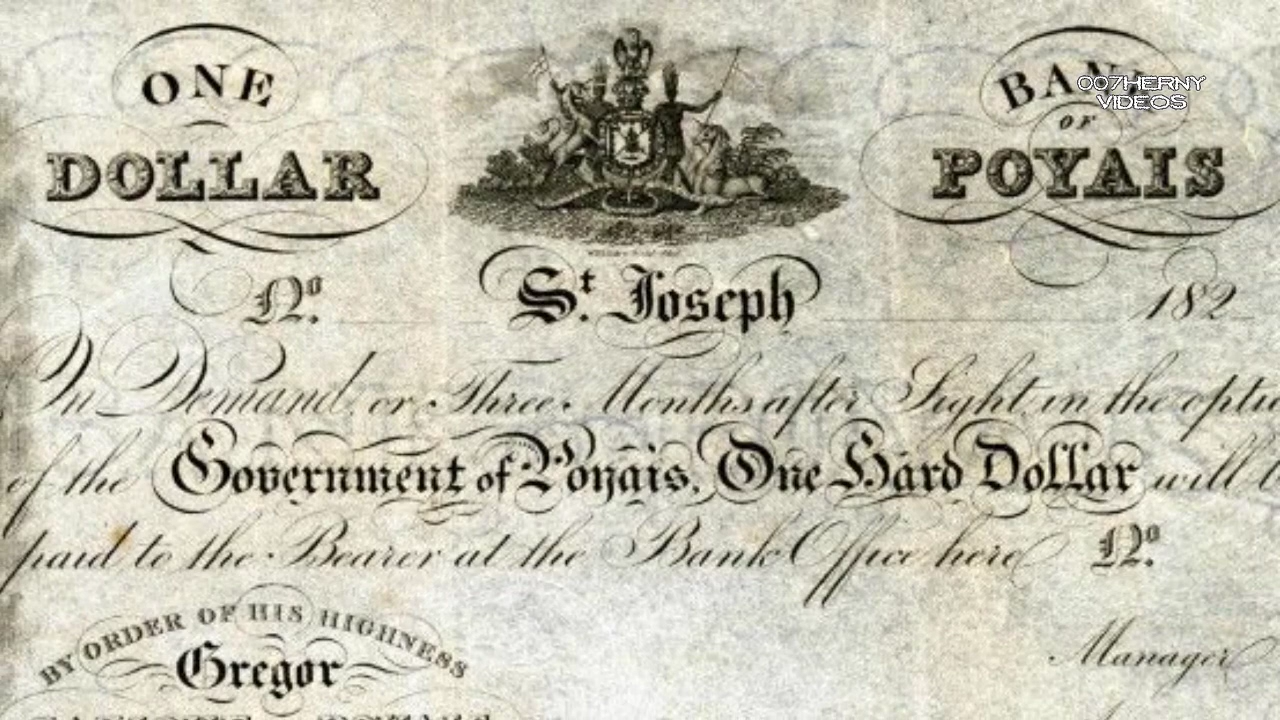 ONE
DOLLAR
BANK
OF
POYAIS
007HERNY
VIDEOS
No.
St. Joseph
182
On Demand, or Three Months after Sight in the optio
of the Government of Poyais, One Hard Dollar will b
paid to the Bearer at the Bank Office here
No.
BY ORDER OF HIS HIGHNESS
Gregor
Manager